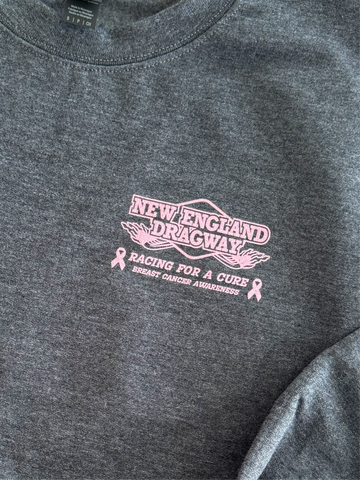 NEW ENGLAND
DRAGWAY
RACING FOR A CURE
BREAST CANCER AWARENESS